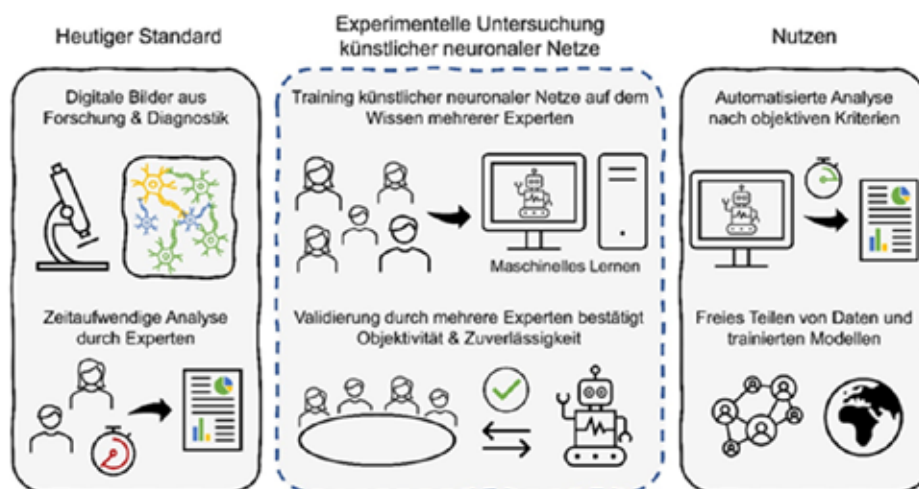 Heutiger Standard
Digitale Bilder aus
Forschung & Diagnostik
Zeitaufwendige Analyse
durch Experten
Experimentelle Untersuchung
künstlicher neuronaler Netze
Training künstlicher neuronaler Netze auf dem
Wissen mehrerer Experten
Maschinelles Lernen
Validierung durch mehrere Experten bestätigt
Objektivität & Zuverlässigkeit
Nutzen
Automatisierte Analyse
nach objektiven Kriterien
Freies Teilen von Daten und
trainierten Modellen